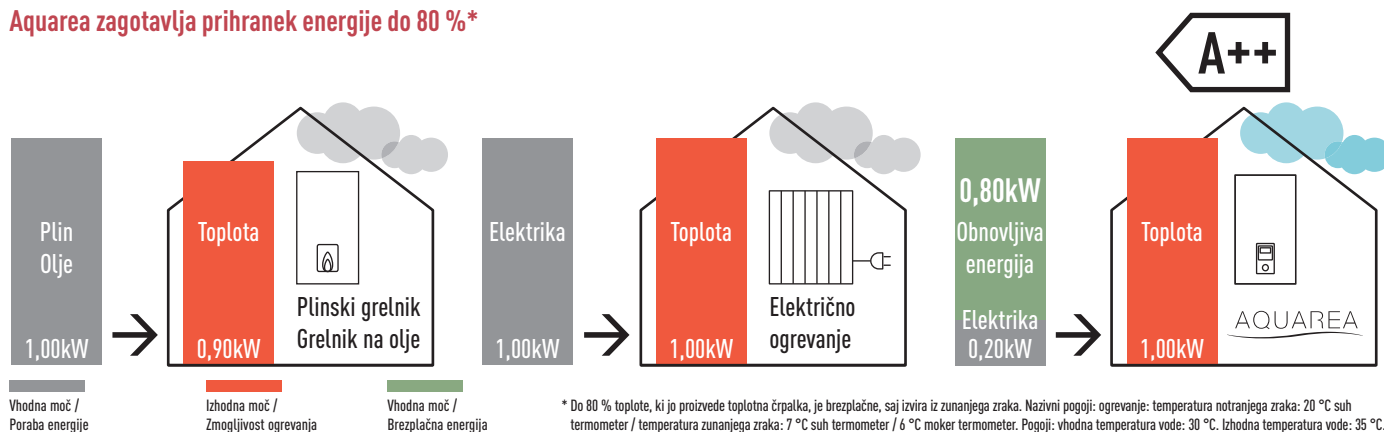 Aquarea zagotavlja prihranek energije do 80 %*
A++
Plin
Olje
1,00kW
Toplota
0,90kW
Plinski grelnik
Grelnik na olje
Elektrika
1,00kW
Toplota
1,00kW
Električno
ogrevanje
0,80kW
Obnovljiva
energija
Elektrika
0,20kW
Toplota
1,00kW
AQUAREA
Vhodna moč /
Poraba energije
Izhodna moč /
Zmogljivost ogrevanja
Vhodna moč /
Brezplačna energija
* Do 80 % toplote, ki jo proizvede toplotna črpalka, je brezplačne, saj izvira iz zunanjega zraka. Nazivni pogoji: ogrevanje: temperatura notranjega zraka: 20 °C suh
termometer / temperatura zunanjega zraka: 7 °C suh termometer / 6 °C moker termometer. Pogoji: vhodna temperatura vode: 30 °C. Izhodna temperatura vode: 35 °C.